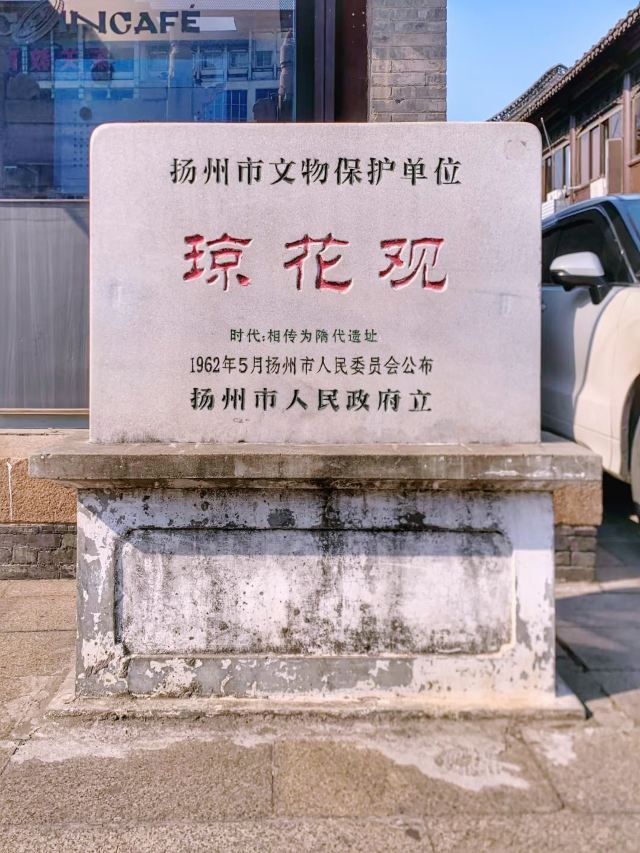 INCAFE
扬州市文物保护单位
琼花观
时代:相传为隋代遗址
1962年5月扬州市人民委员会公布
扬州市人民政府立